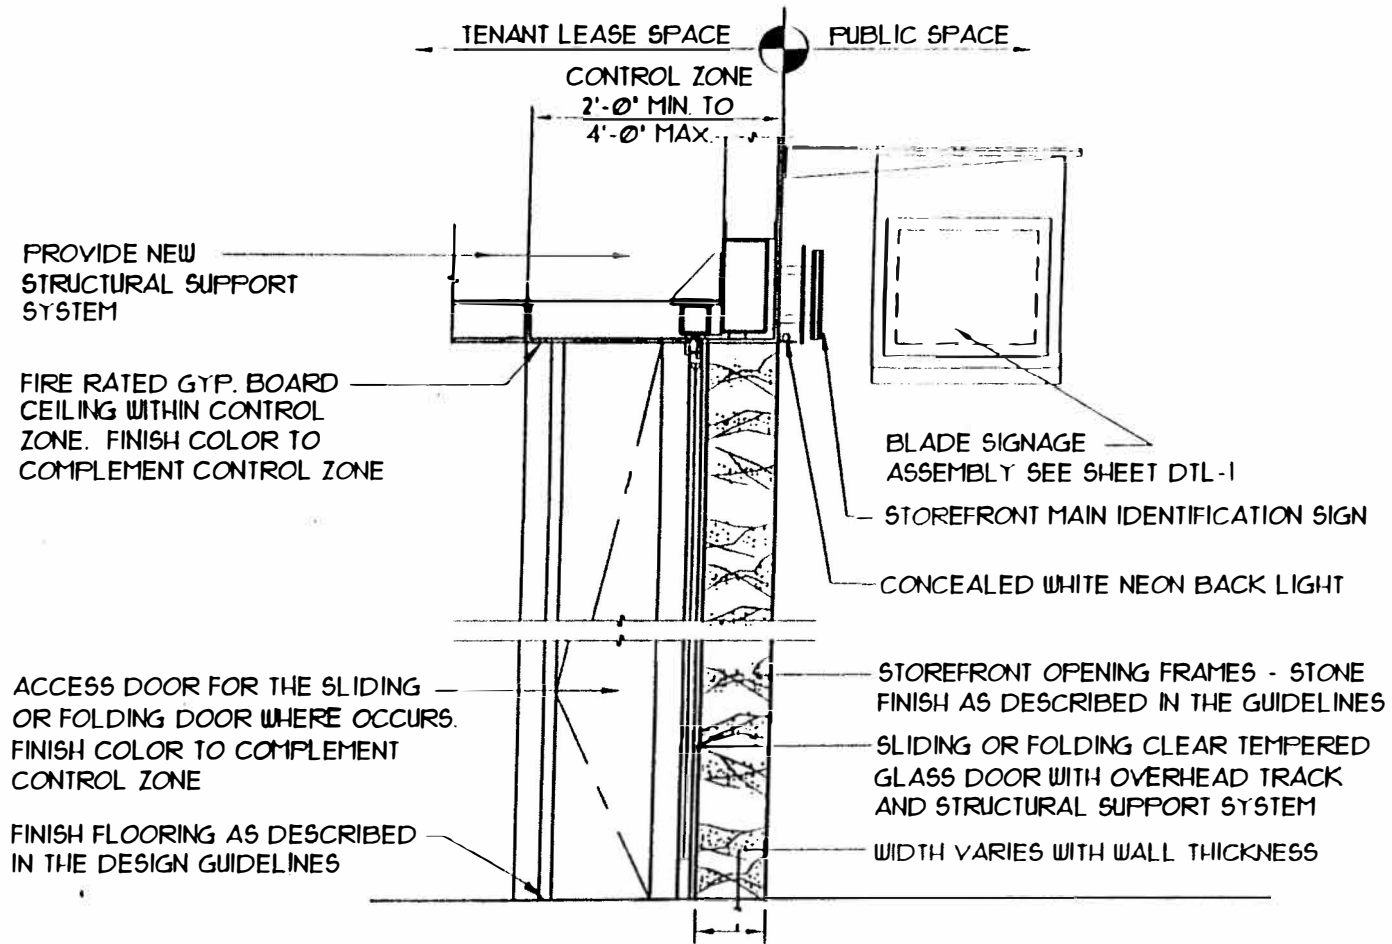 TENANT LEASE SPACE
PUBLIC SPACE
CONTROL ZONE
2'-0" MIN. TO
4'-0" MAX.
PROVIDE NEW
STRUCTURAL SUPPORT
SYSTEM
FIRE RATED GYP. BOARD
CEILING WITHIN CONTROL
ZONE. FINISH COLOR TO
COMPLEMENT CONTROL ZONE
BLADE SIGNAGE
ASSEMBLY SEE SHEET DTL-1
STOREFRONT MAIN IDENTIFICATION SIGN
CONCEALED WHITE NEON BACK LIGHT
ACCESS DOOR FOR THE SLIDING
OR FOLDING DOOR WHERE OCCURS.
FINISH COLOR TO COMPLEMENT
CONTROL ZONE
STOREFRONT OPENING FRAMES - STONE
FINISH AS DESCRIBED IN THE GUIDELINES
SLIDING OR FOLDING CLEAR TEMPERED
GLASS DOOR WITH OVERHEAD TRACK
AND STRUCTURAL SUPPORT SYSTEM
FINISH FLOORING AS DESCRIBED
IN THE DESIGN GUIDELINES
WIDTH VARIES WITH WALL THICKNESS